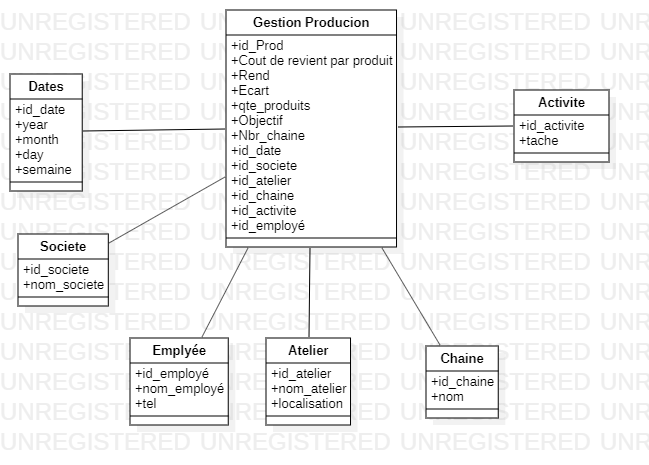 Gestion Producion
+id_Prod
+Cout de revient par produit
+Rend
+Ecart
+qte_produits
+Objectif
+Nbr_chaine
+id_date
+id_societe
+id_atelier
+id_chaine
+id_activite
+id_employé
Dates
+id_date
+year
+month
+day
+semaine
Activite
+id_activite
+tache
Societe
+id_societe
+nom_societe
Emplyée
+id_employé
+nom_employé
+tel
Atelier
+id_atelier
+nom_atelier
+localisation
Chaine
+id_chaine
+nom
UNREGISTERED